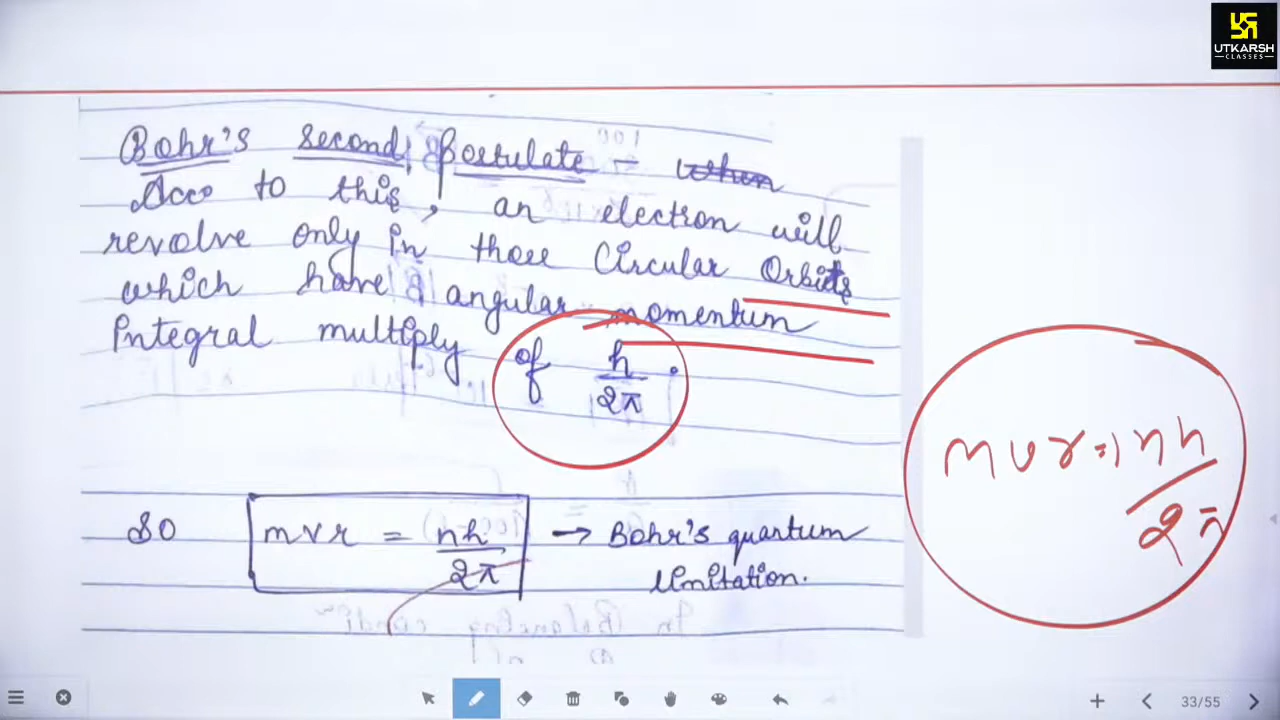 UTKARSH
CLASSES
Bohr's second postulate - When
Acc to this, an electron will
revolve only in those Circular Orbits
which have angular momentum
Integral multiply of h/2π.
So mvr = nh/2π → Bohr's quantum
limitation.
mvr = nh/2π
33/55